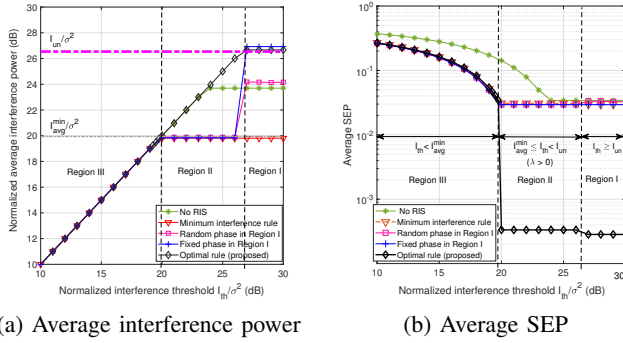 30
28
26
24
22
20
18
16
14
12
10
Normalized average interference power (dB)
I_un/σ²
I_avg^min/σ²
Region III
Region II
Region I
No RIS
Minimum interference rule
Random phase in Region I
Fixed phase in Region I
Optimal rule (proposed)
10 15 20 25 30
Normalized interference threshold I_th/σ² (dB)
(a) Average interference power
10⁰
10⁻¹
10⁻²
10⁻³
Average SEP
I_th < I_avg^min
I_avg^min ≤ I_th < I_un
(λ > 0)
I_th ≥ I_un
Region III
Region II
Region I
No RIS
Minimum interference rule
Random phase in Region I
Fixed phase in Region I
Optimal rule (proposed)
10 15 20 25 30
Normalized interference threshold I_th/σ² (dB)
(b) Average SEP